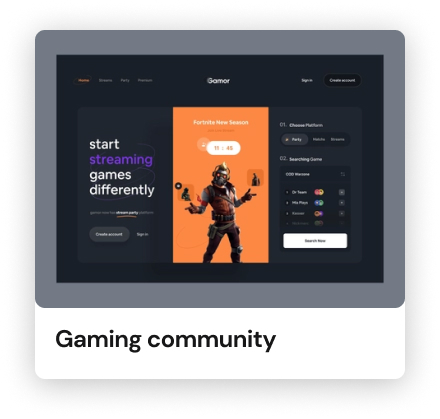 Home Streams Party Premium
Gamor
Sign in Create account
start
streaming
games
differently
gamor now has stream party platform
Create account Sign in
Fortnite New Season
11 : 45
01. Choose Platform
Party Matchs Streams
02. Searching Game
COD Warzone
1 Dr Team
2 Mix Plays
3
Search Now
Gaming community